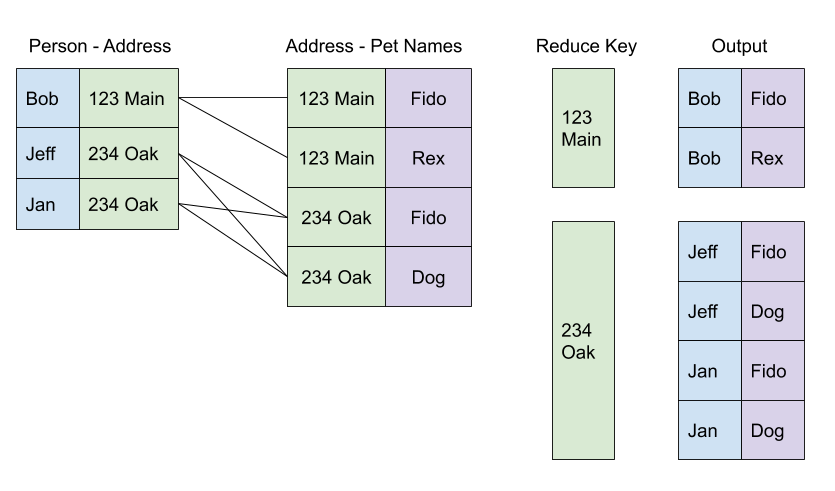 Person - Address
Bob 123 Main
Jeff 234 Oak
Jan 234 Oak
Address - Pet Names
123 Main Fido
123 Main Rex
234 Oak Fido
234 Oak Dog
Reduce Key
123
Main
234
Oak
Output
Bob Fido
Bob Rex
Jeff Fido
Jeff Dog
Jan Fido
Jan Dog